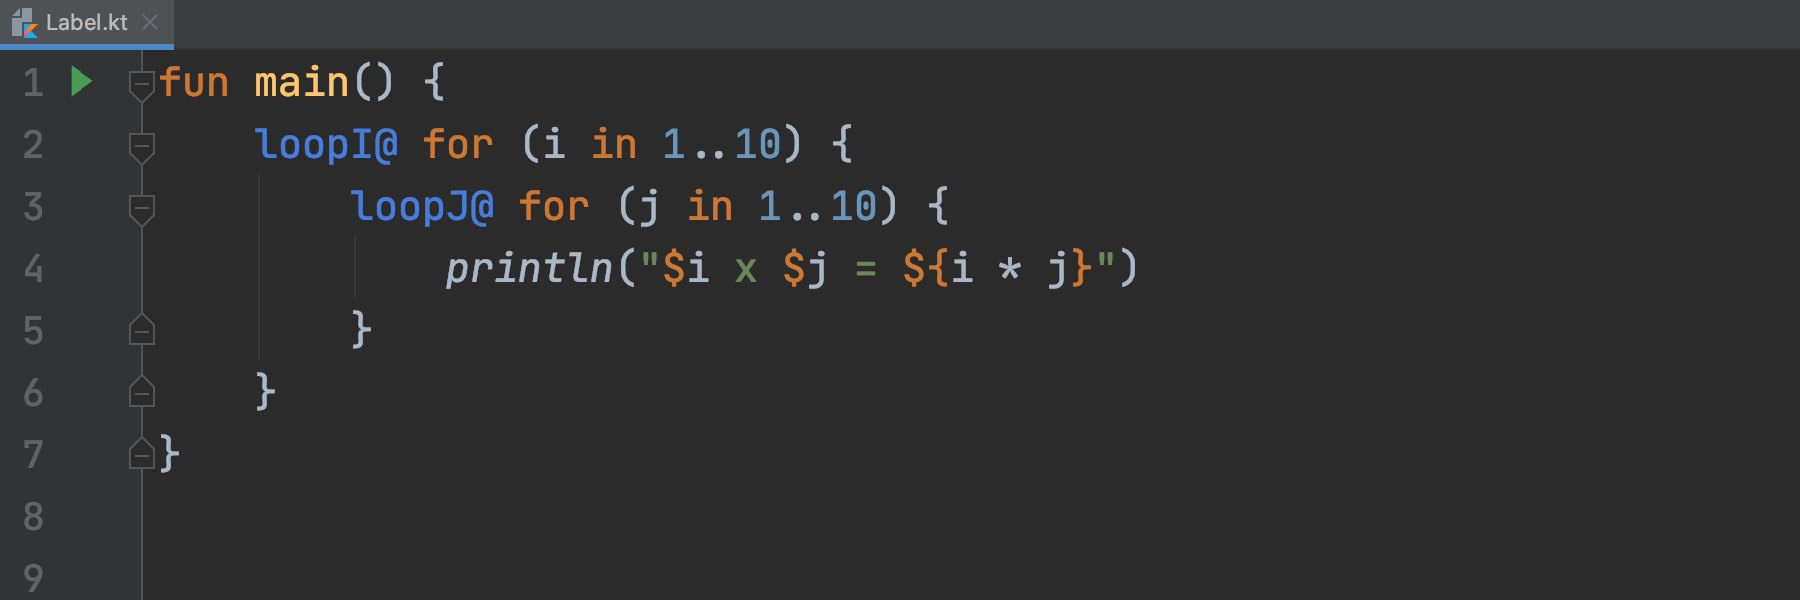 Label.kt
1 fun main() {
2     loopI@ for (i in 1..10) {
3         loopJ@ for (j in 1..10) {
4             println("$i x $j = ${i * j}")
5         }
6     }
7 }
8
9